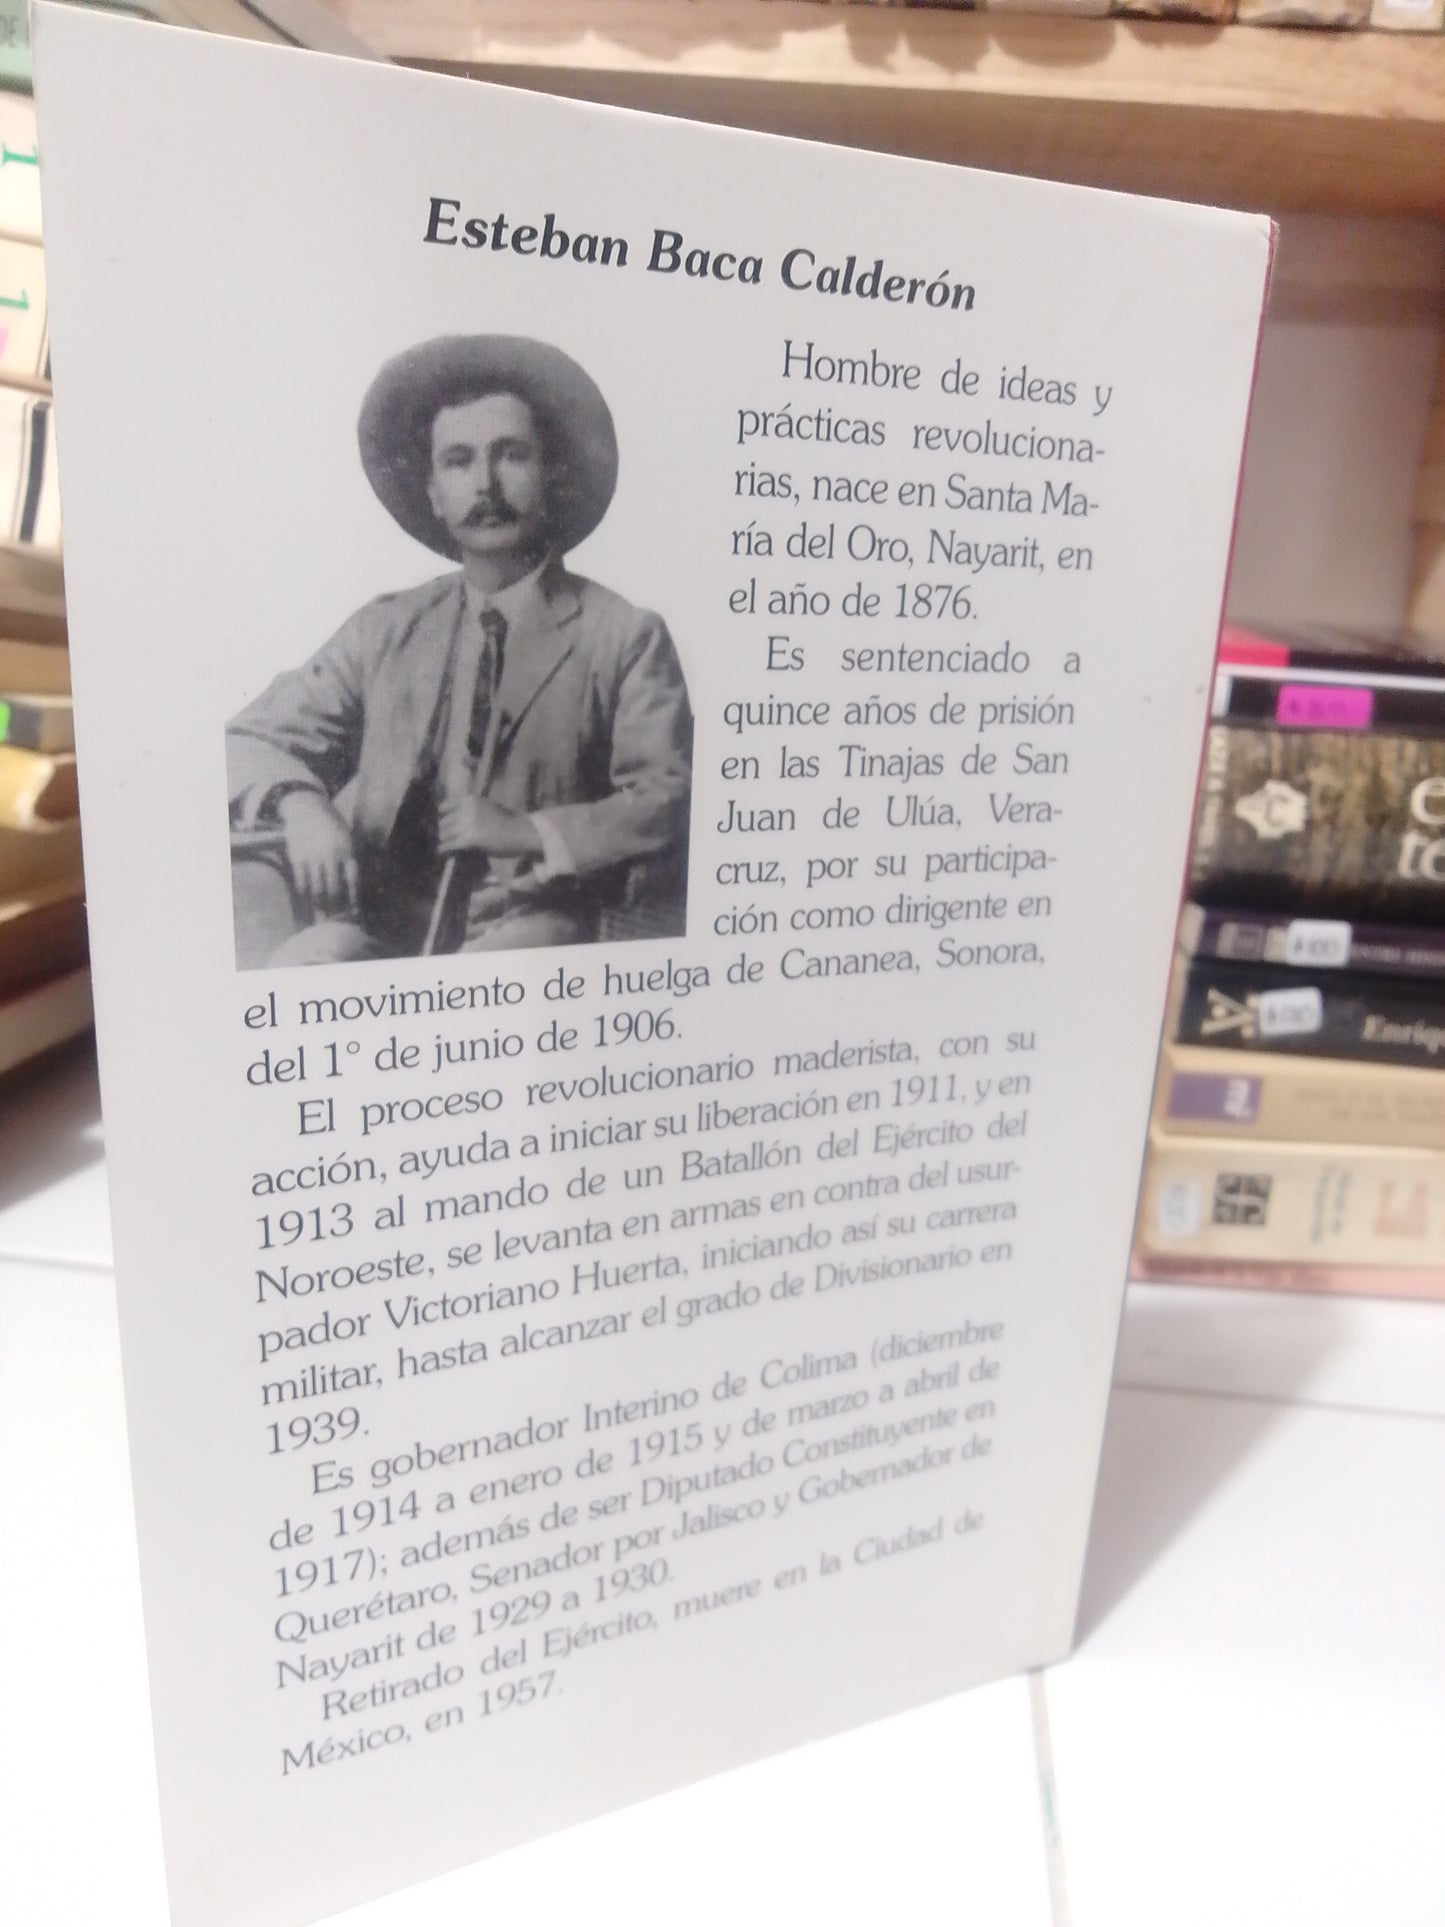 Esteban Baca Calderón
Hombre de ideas y
prácticas revoluciona-
rias, nace en Santa Ma-
ría del Oro, Nayarit, en
el año de 1876.
Es sentenciado a
quince años de prisión
en las Tinajas de San
Juan de Ulúa, Vera-
cruz, por su participa-
ción como dirigente en
el movimiento de huelga de Cananea, Sonora,
del 1° de junio de 1906.
El proceso revolucionario maderista, con su
acción, ayuda a iniciar su liberación en 1911, y en
1913 al mando de un Batallón del Ejército del
Noroeste, se levanta en armas en contra del usur-
pador Victoriano Huerta, iniciando así su carrera
militar, hasta alcanzar el grado de Divisionario en
1939.
Es gobernador Interino de Colima (diciembre
de 1914 a enero de 1915 y de marzo a abril de
1917); además de ser Diputado Constituyente en
Querétaro, Senador por Jalisco y Gobernador de
Nayarit de 1929 a 1930.
Retirado del Ejército, muere en la Ciudad de
México, en 1957.